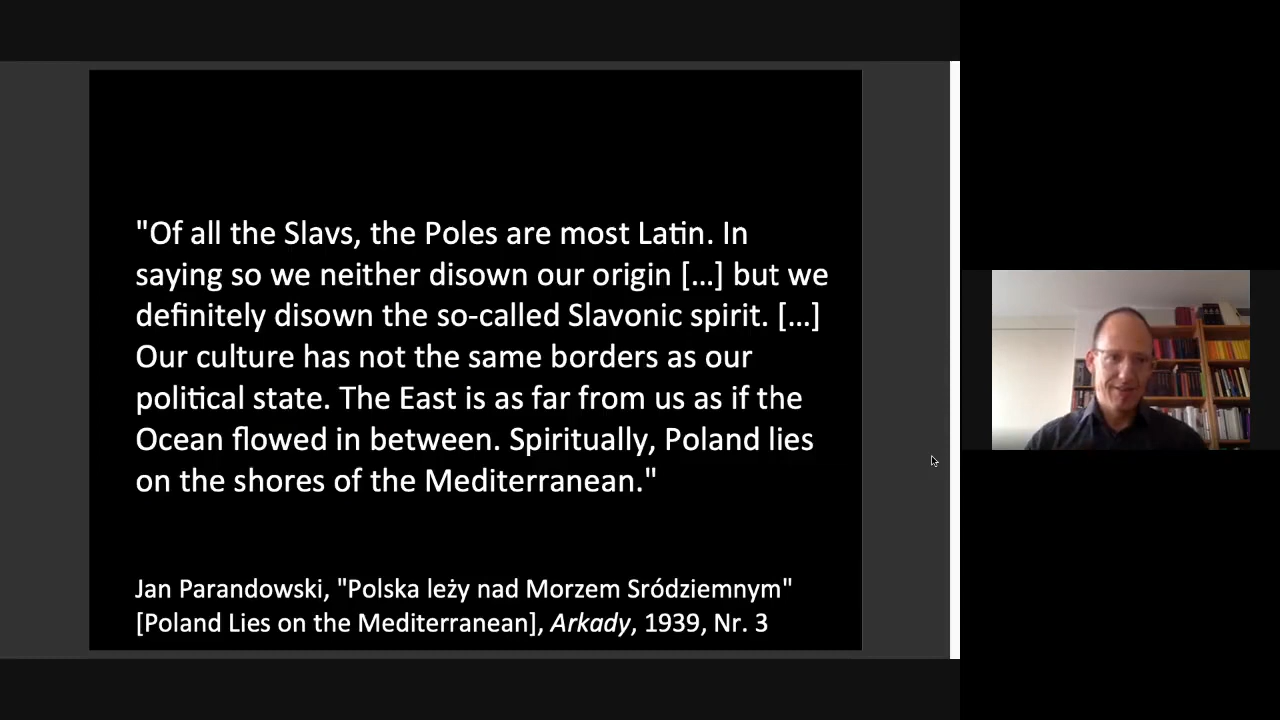 "Of all the Slavs, the Poles are most Latin. In
saying so we neither disown our origin [...] but we
definitely disown the so-called Slavonic spirit. [...]
Our culture has not the same borders as our
political state. The East is as far from us as if the
Ocean flowed in between. Spiritually, Poland lies
on the shores of the Mediterranean."
Jan Parandowski, "Polska leży nad Morzem Sródziemnym"
[Poland Lies on the Mediterranean], Arkady, 1939, Nr. 3